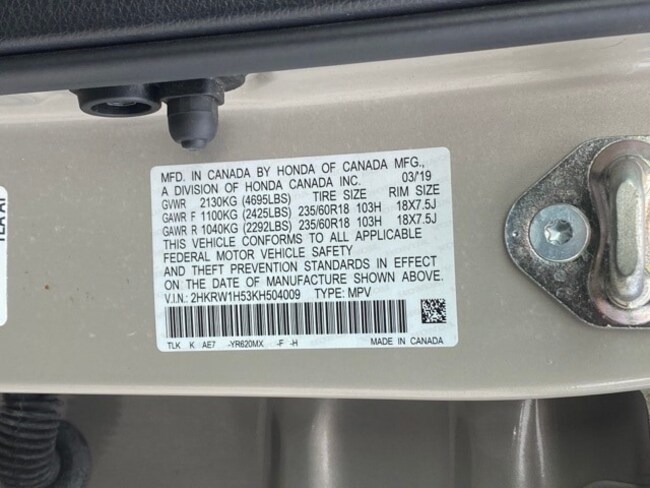 MFD. IN CANADA BY HONDA OF CANADA MFG.,
A DIVISION OF HONDA CANADA INC. 03/19
GVWR 2130KG (4695LBS) TIRE SIZE RIM SIZE
GAWR F 1100KG (2425LBS) 235/60R18 103H 18X7.5J
GAWR R 1040KG (2292LBS) 235/60R18 103H 18X7.5J
THIS VEHICLE CONFORMS TO ALL APPLICABLE
FEDERAL MOTOR VEHICLE SAFETY
AND THEFT PREVENTION STANDARDS IN EFFECT
ON THE DATE OF MANUFACTURE SHOWN ABOVE.
V.I.N.: 2HKRW1H53KH504009 TYPE: MPV
TLK K AE7 -YR620MX -F -H MADE IN CANADA